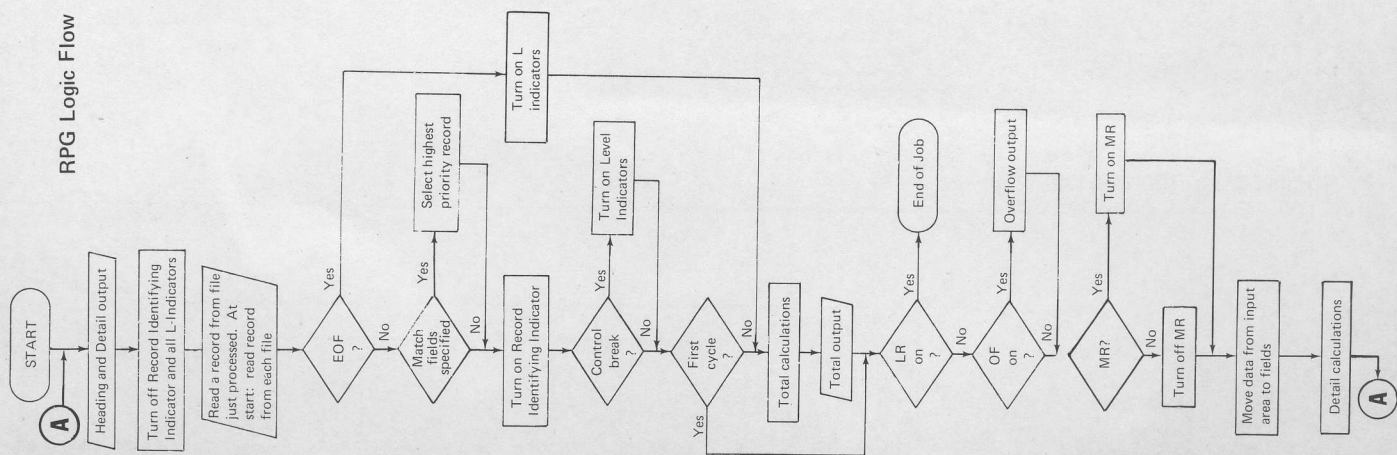 RPG Logic Flow
START
A
Heading and Detail output
Turn off Record Identifying
Indicator and all L-Indicators
Read a record from file
just processed. At
start: read record
from each file
EOF
?
Yes
No
Turn on L
indicators
Match
fields
specified
Yes
No
Select highest
priority record
Turn on Record
Identifying Indicator
Control
break
?
Yes
No
Turn on Level
Indicators
First
cycle
?
Yes
No
Total calculations
Total output
LR
on
?
Yes
No
End of Job
OF
on
?
Yes
No
Overflow output
MR?
Yes
No
Turn on MR
Turn off MR
Move data from input
area to fields
Detail calculations
A